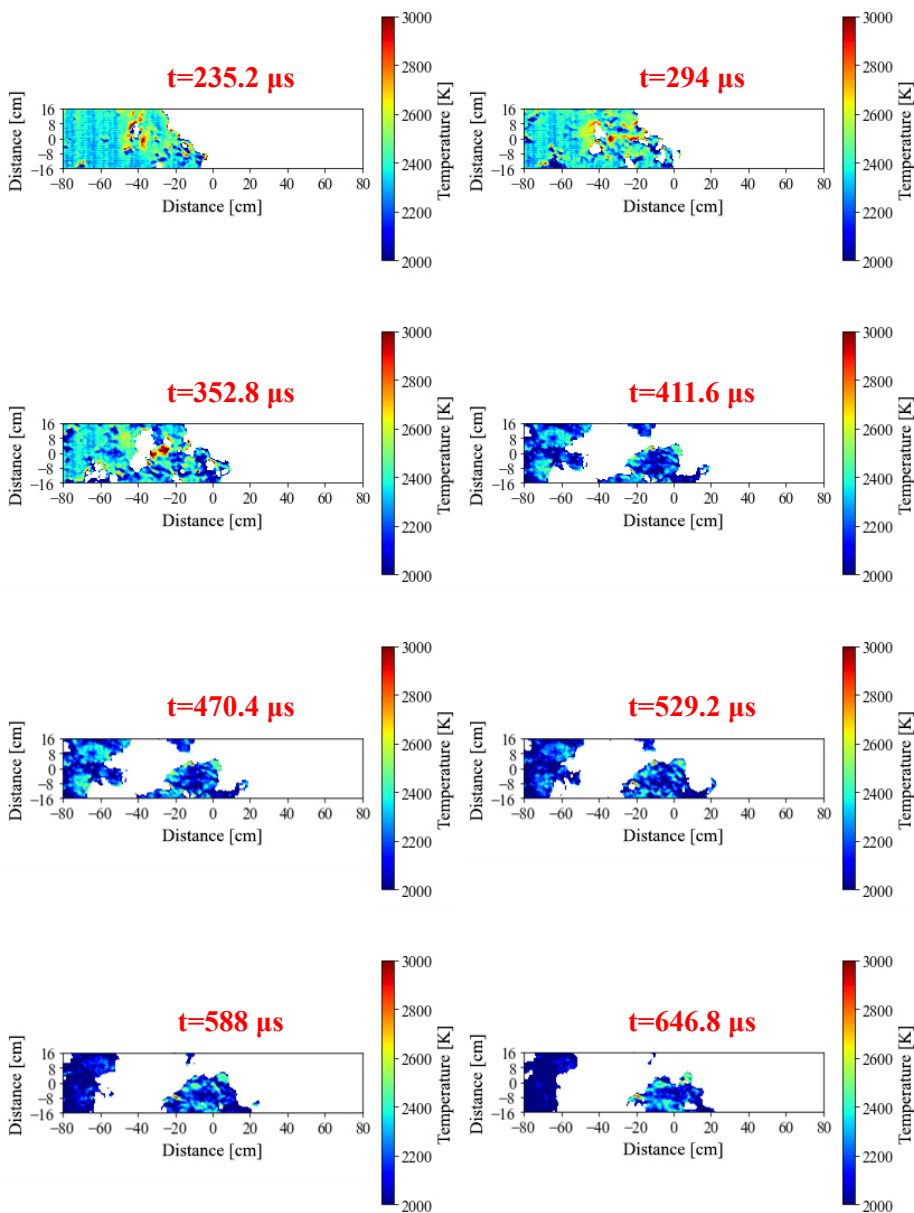 t=235.2 μs
16
8
0
−8
−16
−80 −60 −40 −20 0 20 40 60 80
Distance [cm]
Distance [cm]
3000
2800
2600
2400
2200
2000
Temperature [K]
t=294 μs
16
8
0
−8
−16
−80 −60 −40 −20 0 20 40 60 80
Distance [cm]
Distance [cm]
3000
2800
2600
2400
2200
2000
Temperature [K]
t=352.8 μs
16
8
0
−8
−16
−80 −60 −40 −20 0 20 40 60 80
Distance [cm]
Distance [cm]
3000
2800
2600
2400
2200
2000
Temperature [K]
t=411.6 μs
16
8
0
−8
−16
−80 −60 −40 −20 0 20 40 60 80
Distance [cm]
Distance [cm]
3000
2800
2600
2400
2200
2000
Temperature [K]
t=470.4 μs
16
8
0
−8
−16
−80 −60 −40 −20 0 20 40 60 80
Distance [cm]
Distance [cm]
3000
2800
2600
2400
2200
2000
Temperature [K]
t=529.2 μs
16
8
0
−8
−16
−80 −60 −40 −20 0 20 40 60 80
Distance [cm]
Distance [cm]
3000
2800
2600
2400
2200
2000
Temperature [K]
t=588 μs
16
8
0
−8
−16
−80 −60 −40 −20 0 20 40 60 80
Distance [cm]
Distance [cm]
3000
2800
2600
2400
2200
2000
Temperature [K]
t=646.8 μs
16
8
0
−8
−16
−80 −60 −40 −20 0 20 40 60 80
Distance [cm]
Distance [cm]
3000
2800
2600
2400
2200
2000
Temperature [K]